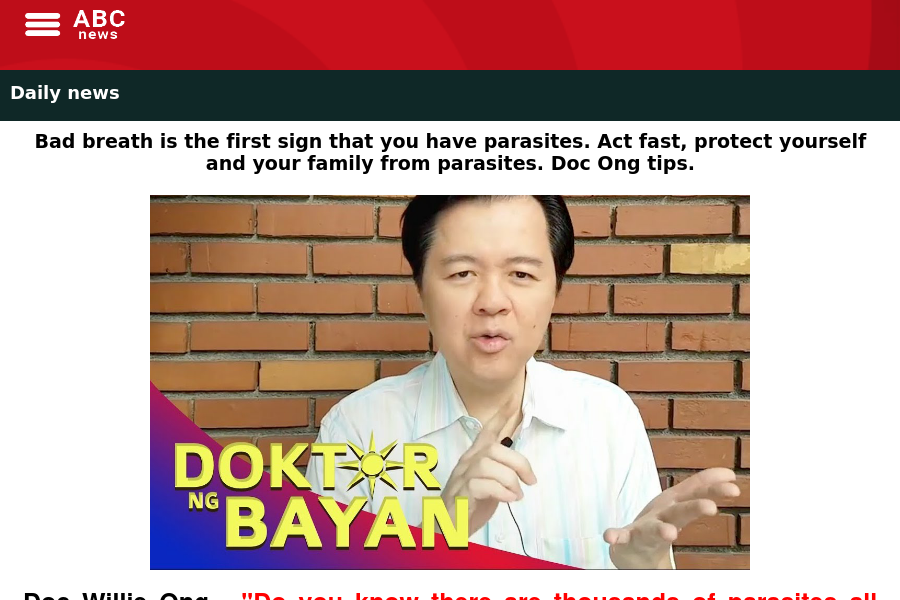 ABC
news
Daily news
Bad breath is the first sign that you have parasites. Act fast, protect yourself
and your family from parasites. Doc Ong tips.
DOKTOR
NG BAYAN
Doc Willie Ong - "Do you know there are thousands of parasites all